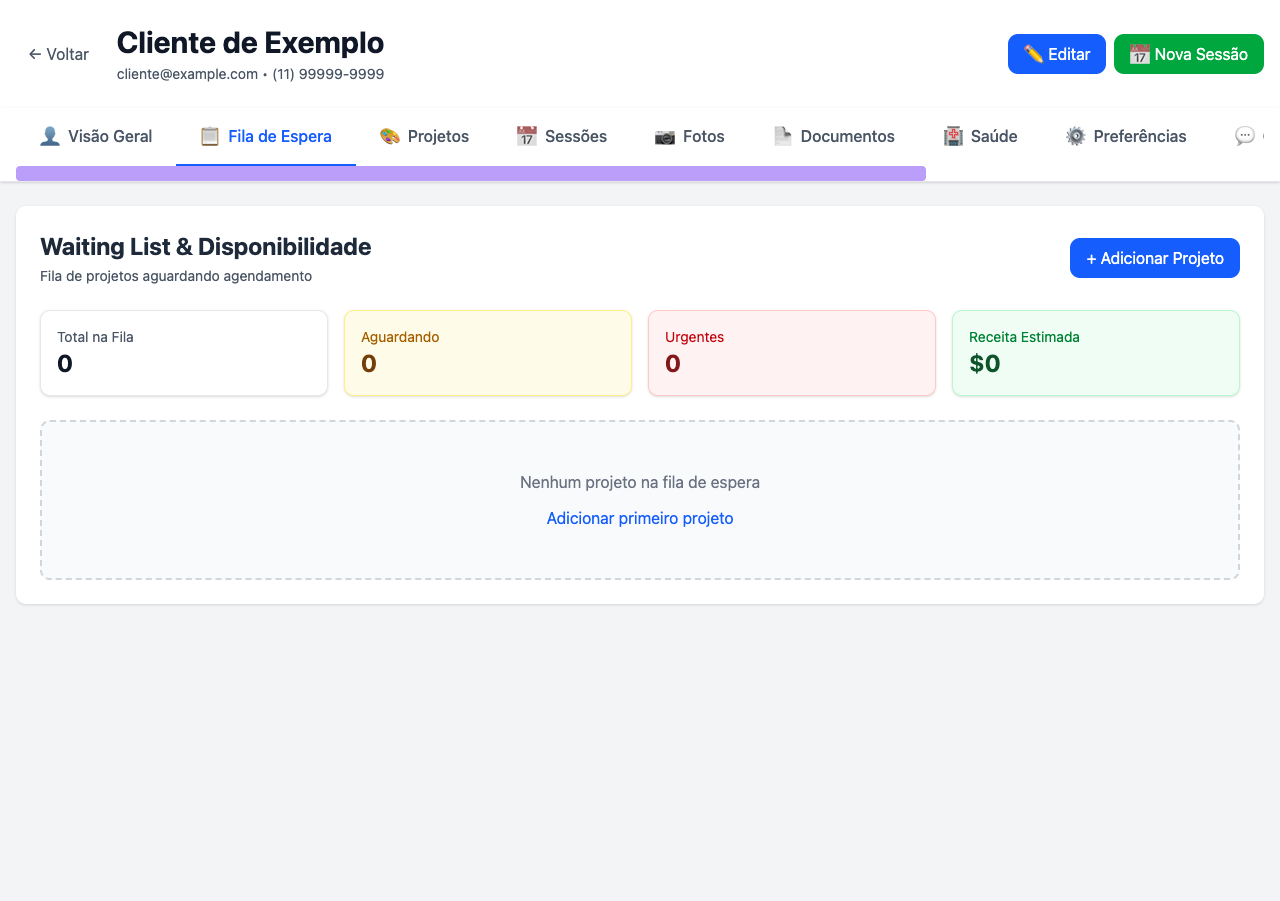 ← Voltar
Cliente de Exemplo
cliente@example.com • (11) 99999-9999
Editar
Nova Sessão
Visão Geral
Fila de Espera
Projetos
Sessões
Fotos
Documentos
Saúde
Preferências
Waiting List & Disponibilidade
Fila de projetos aguardando agendamento
+ Adicionar Projeto
Total na Fila
0
Aguardando
0
Urgentes
0
Receita Estimada
$0
Nenhum projeto na fila de espera
Adicionar primeiro projeto